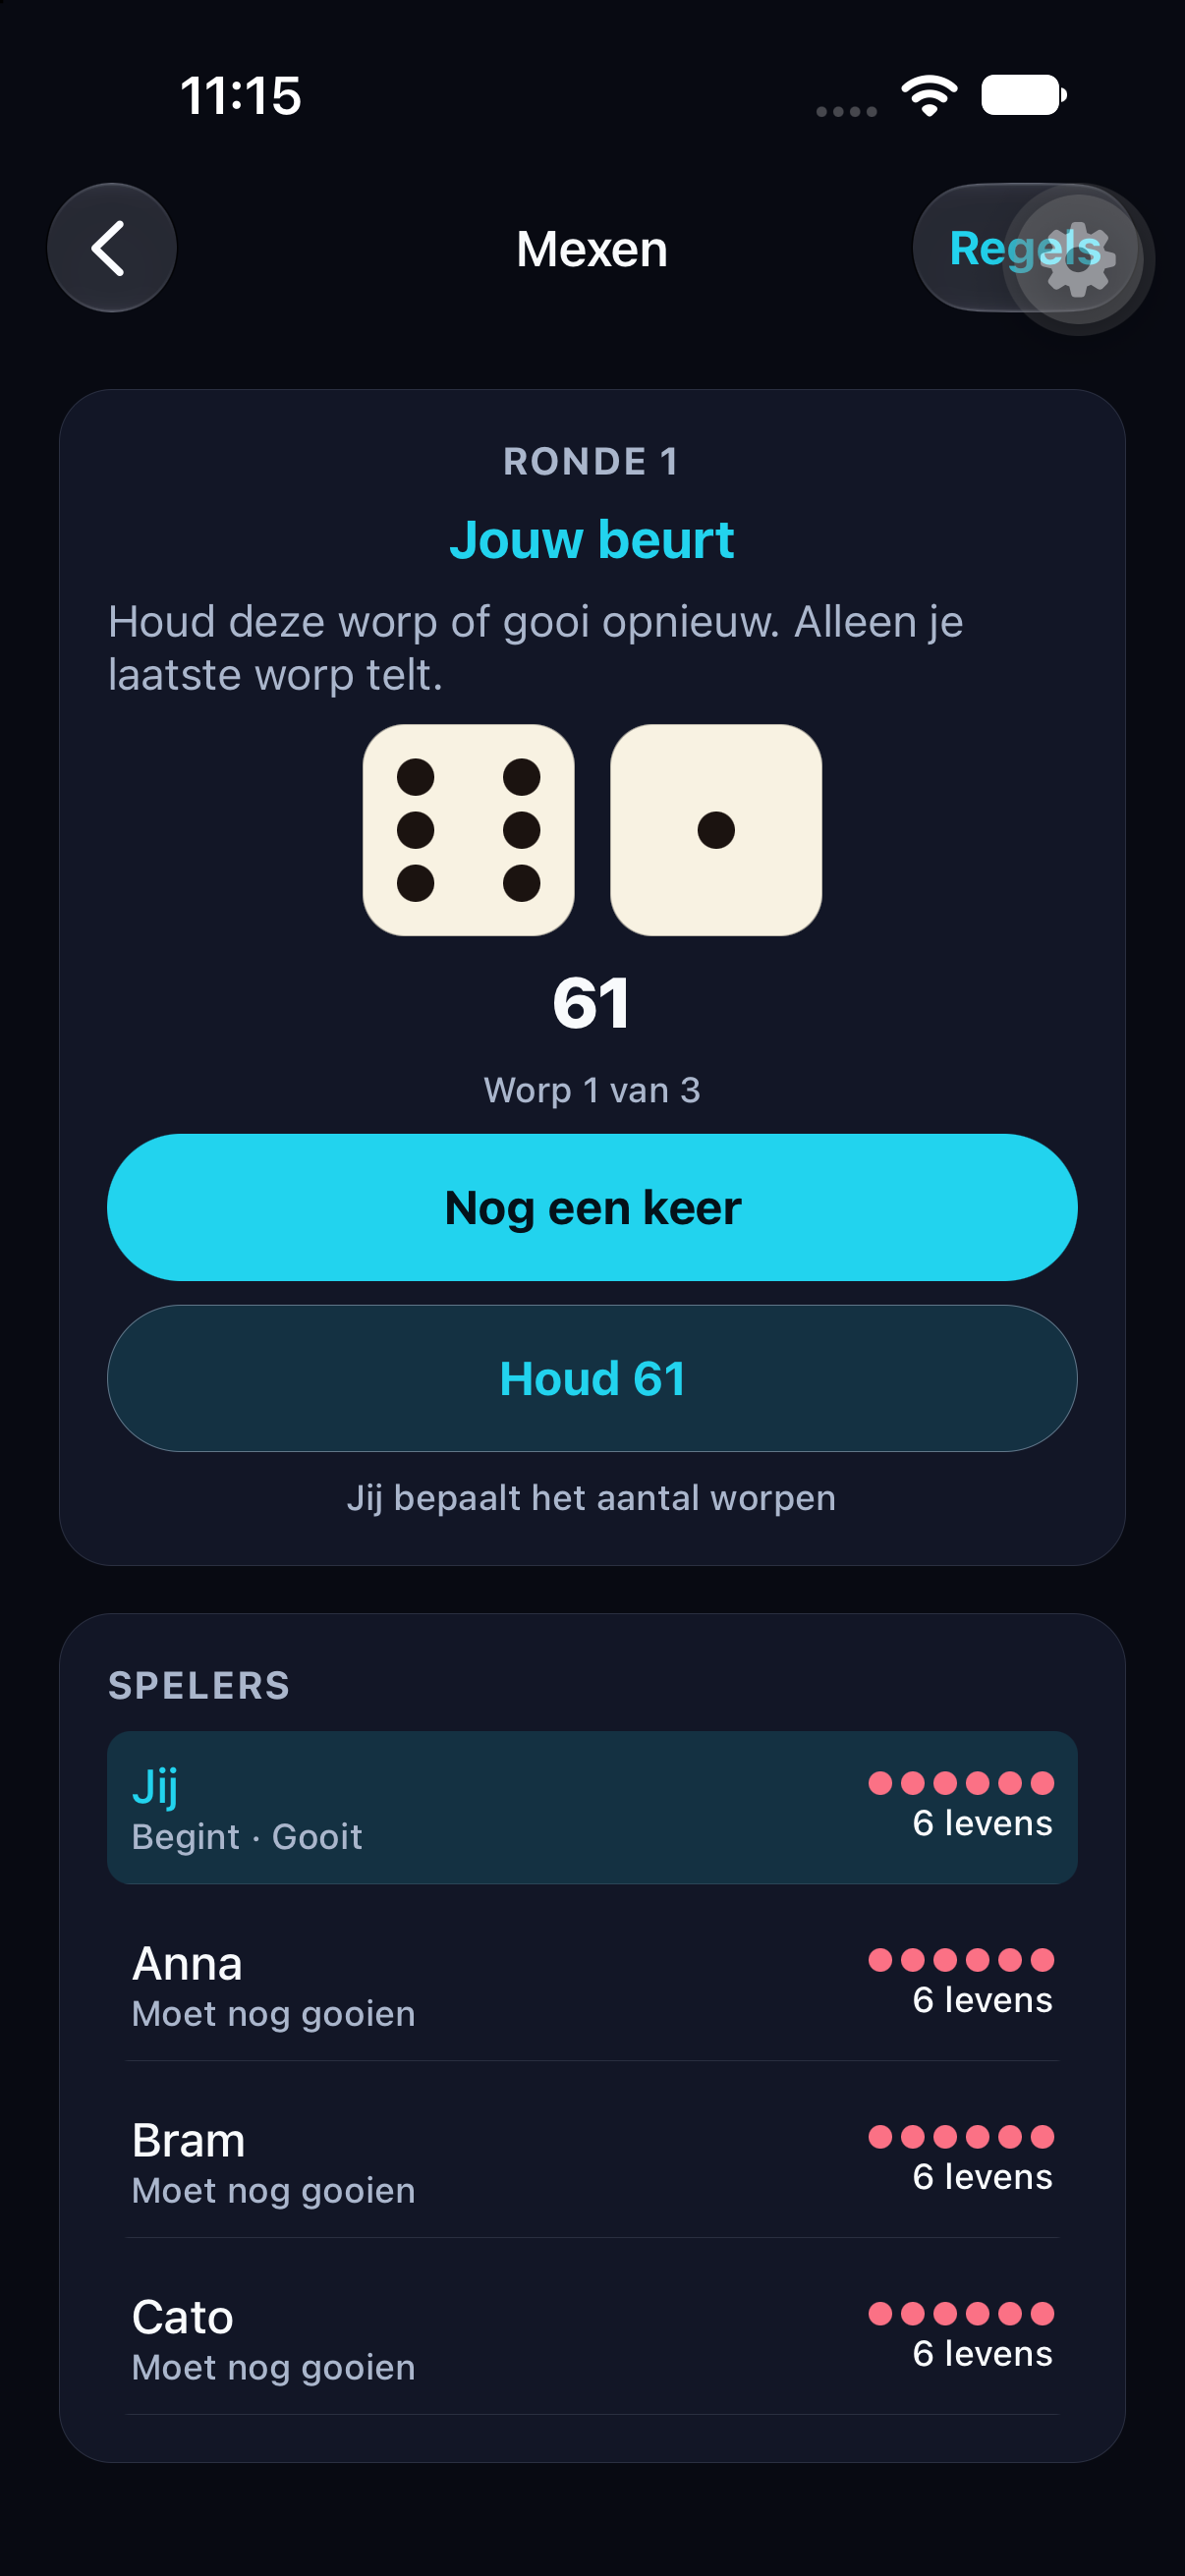 11:15
Mexen
Regels
RONDE 1
Jouw beurt
Houd deze worp of gooi opnieuw. Alleen je
laatste worp telt.
61
Worp 1 van 3
Nog een keer
Houd 61
Jij bepaalt het aantal worpen
SPELERS
Jij
Begint · Gooit
6 levens
Anna
Moet nog gooien
6 levens
Bram
Moet nog gooien
6 levens
Cato
Moet nog gooien
6 levens